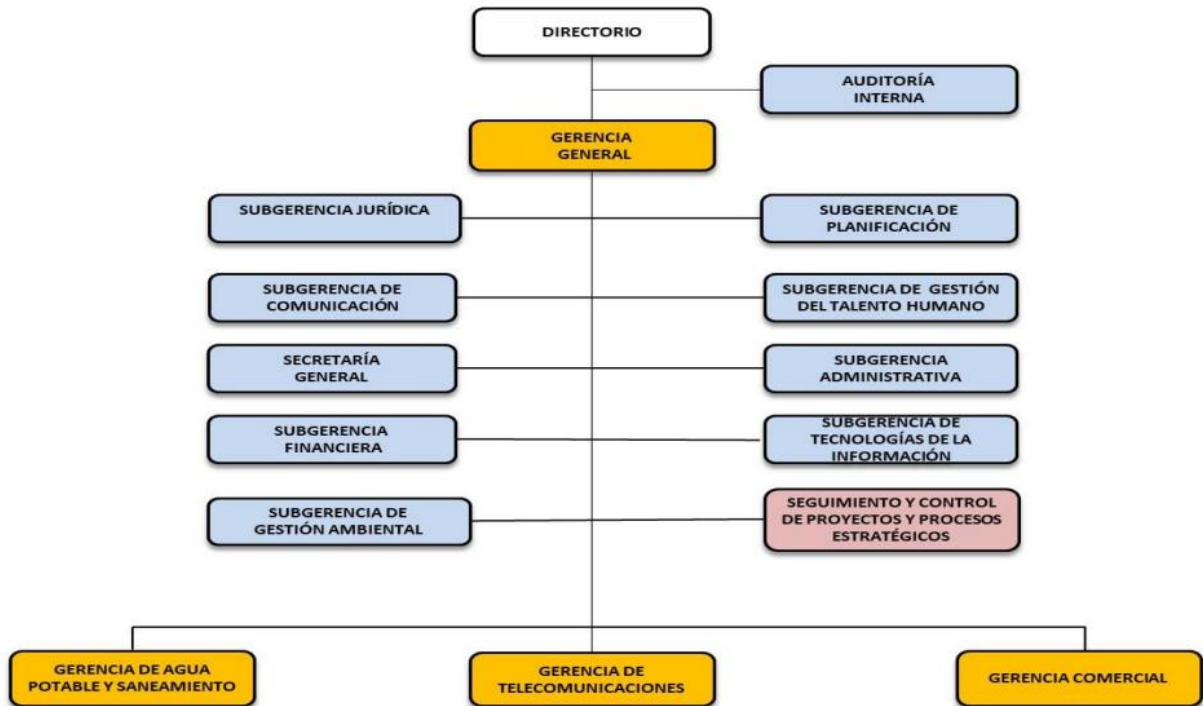 DIRECTORIO
AUDITORÍA
INTERNA
GERENCIA
GENERAL
SUBGERENCIA JURÍDICA
SUBGERENCIA DE
PLANIFICACIÓN
SUBGERENCIA DE
COMUNICACIÓN
SUBGERENCIA DE GESTIÓN
DEL TALENTO HUMANO
SECRETARÍA
GENERAL
SUBGERENCIA
ADMINISTRATIVA
SUBGERENCIA
FINANCIERA
SUBGERENCIA DE
TECNOLOGÍAS DE LA
INFORMACIÓN
SUBGERENCIA DE
GESTIÓN AMBIENTAL
SEGUIMIENTO Y CONTROL
DE PROYECTOS Y PROCESOS
ESTRATÉGICOS
GERENCIA DE AGUA
POTABLE Y SANEAMIENTO
GERENCIA DE
TELECOMUNICACIONES
GERENCIA COMERCIAL